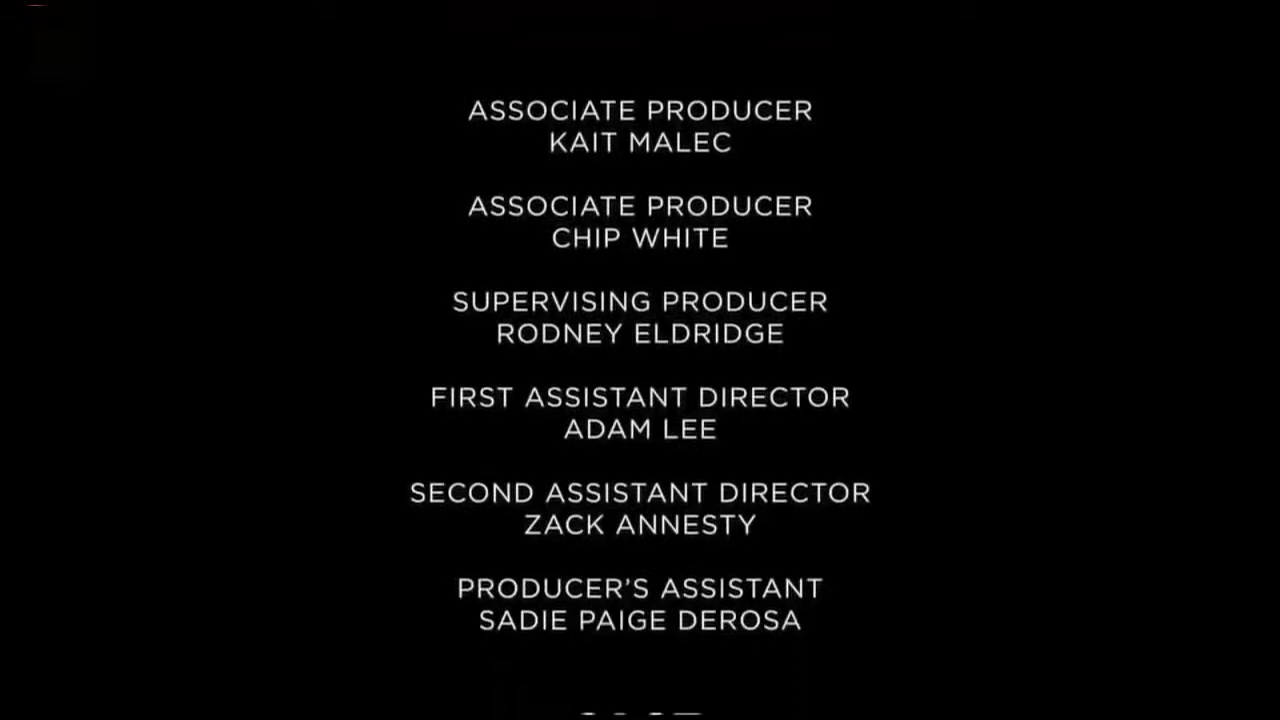 ASSOCIATE PRODUCER
KAIT MALEC
ASSOCIATE PRODUCER
CHIP WHITE
SUPERVISING PRODUCER
RODNEY ELDRIDGE
FIRST ASSISTANT DIRECTOR
ADAM LEE
SECOND ASSISTANT DIRECTOR
ZACK ANNESTY
PRODUCER’S ASSISTANT
SADIE PAIGE DEROSA